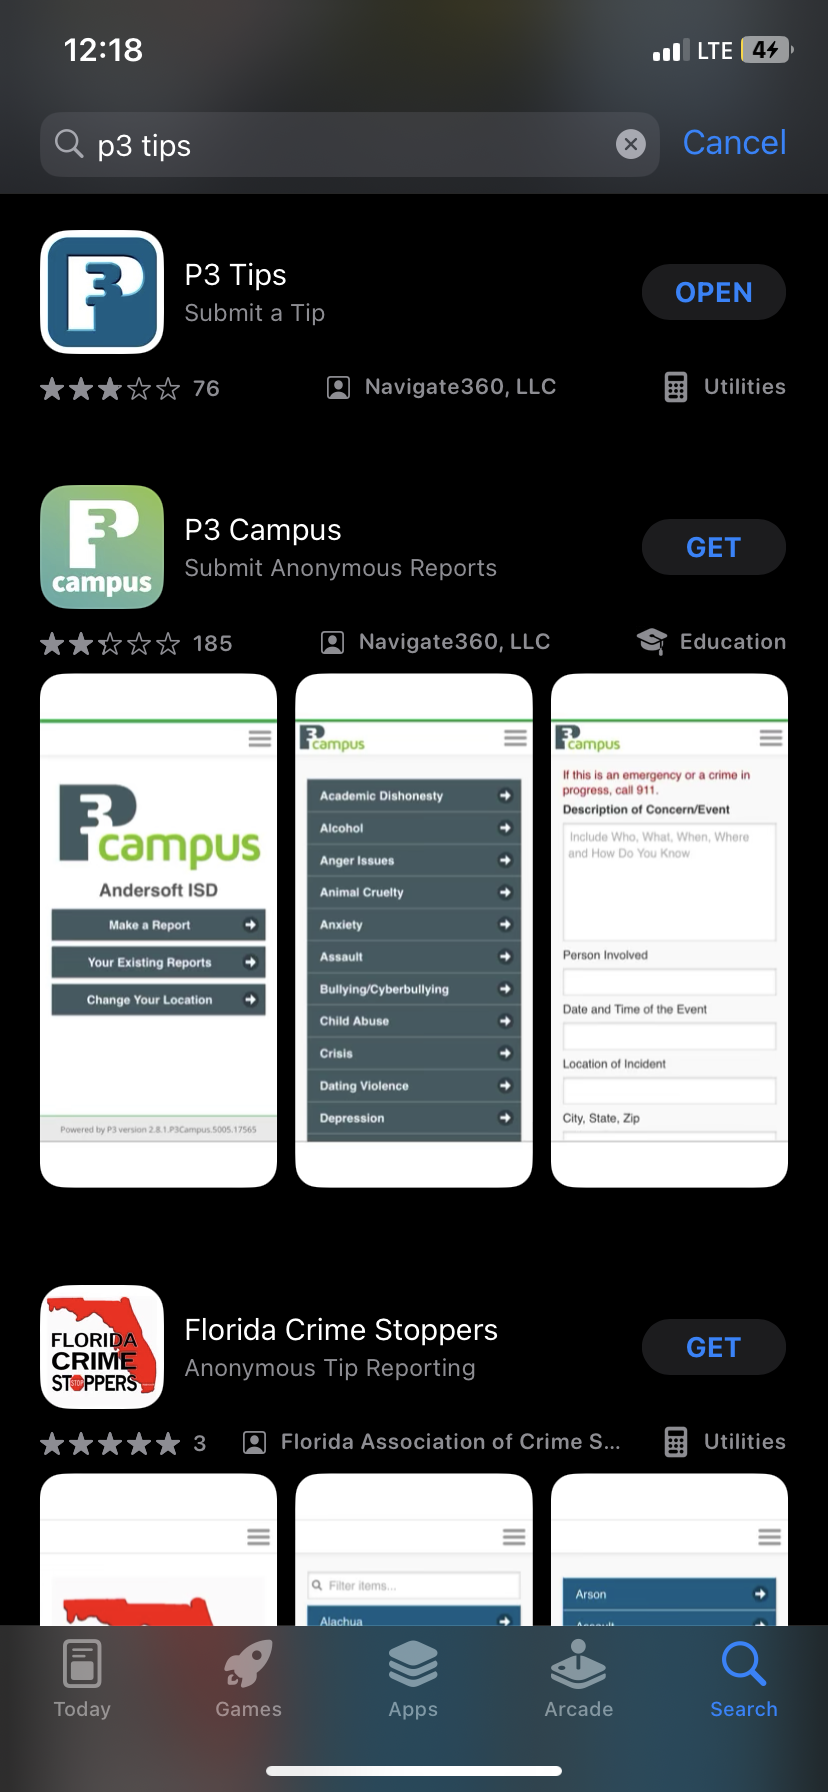 12:18
LTE 4
p3 tips
Cancel
P3 Tips
Submit a Tip
OPEN
76
Navigate360, LLC
Utilities
P3
campus
P3 Campus
Submit Anonymous Reports
GET
185
Navigate360, LLC
Education
P3
campus
Andersoft ISD
Make a Report
Your Existing Reports
Change Your Location
Powered by P3 version 2.8.1.P3Campus.5005.17565
P3
campus
Academic Dishonesty
Alcohol
Anger Issues
Animal Cruelty
Anxiety
Assault
Bullying/Cyberbullying
Child Abuse
Crisis
Dating Violence
Depression
P3
campus
If this is an emergency or a crime in
progress, call 911.
Description of Concern/Event
Include Who, What, When, Where
and How Do You Know
Person Involved
Date and Time of the Event
Location of Incident
City, State, Zip
FLORIDA
CRIME
STOPPERS
Florida Crime Stoppers
Anonymous Tip Reporting
GET
3
Florida Association of Crime S...
Utilities
Filter items...
Alachua
Arson
Assault
Today
Games
Apps
Arcade
Search